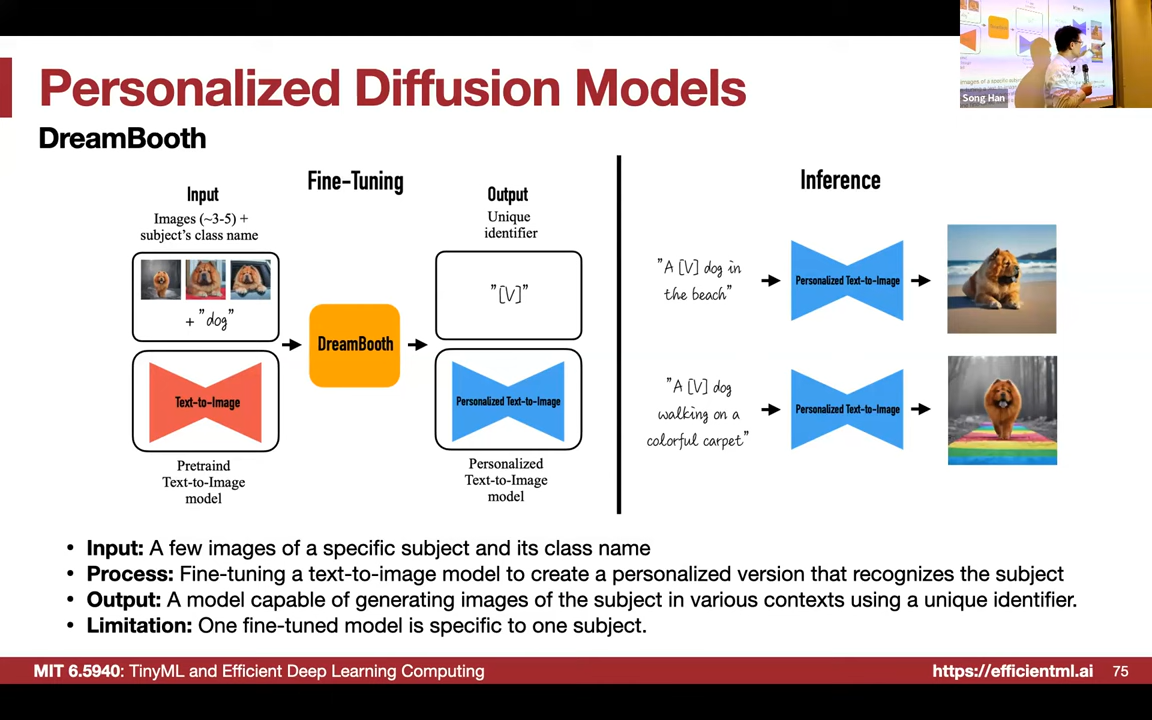 Personalized Diffusion Models
DreamBooth
Song Han
Fine-Tuning
Input
Images (~3-5) +
subject's class name
+ "dog"
Text-to-Image
Pretraind
Text-to-Image
model
DreamBooth
Output
Unique
identifier
"[V]"
Personalized Text-to-Image
Personalized
Text-to-Image
model
Inference
"A [V] dog in
the beach"
Personalized Text-to-Image
"A [V] dog
walking on a
colorful carpet"
Personalized Text-to-Image
• Input: A few images of a specific subject and its class name
• Process: Fine-tuning a text-to-image model to create a personalized version that recognizes the subject
• Output: A model capable of generating images of the subject in various contexts using a unique identifier.
• Limitation: One fine-tuned model is specific to one subject.
MIT 6.5940: TinyML and Efficient Deep Learning Computing
https://efficientml.ai
75